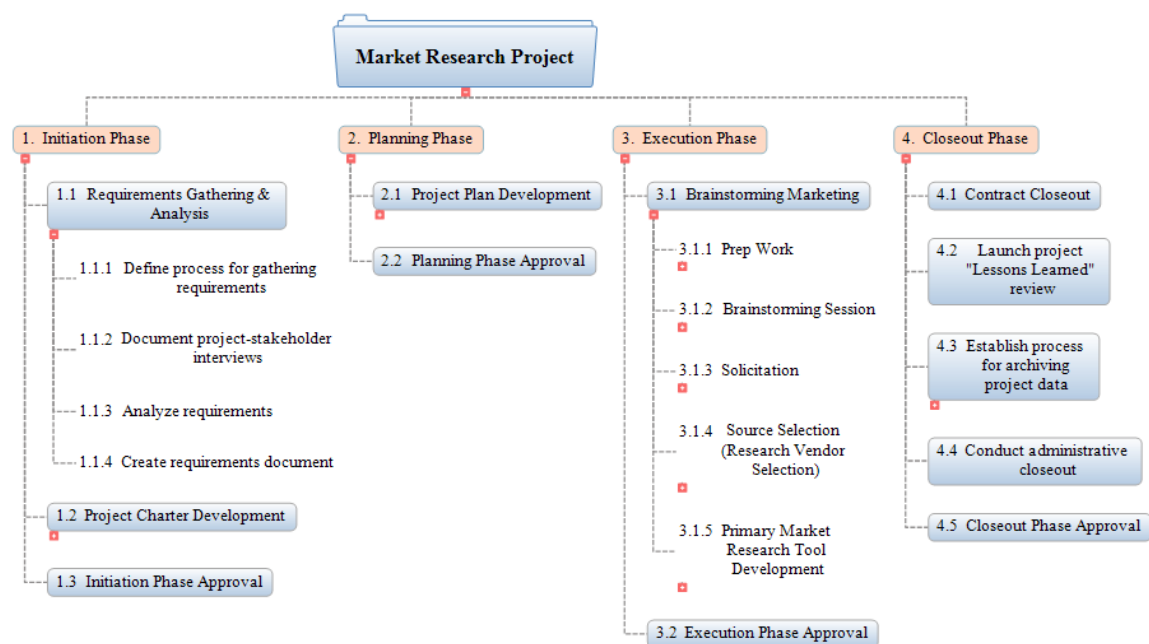 Market Research Project
1. Initiation Phase
1.1 Requirements Gathering &
Analysis
1.1.1 Define process for gathering
requirements
1.1.2 Document project-stakeholder
interviews
1.1.3 Analyze requirements
1.1.4 Create requirements document
1.2 Project Charter Development
1.3 Initiation Phase Approval
2. Planning Phase
2.1 Project Plan Development
2.2 Planning Phase Approval
3. Execution Phase
3.1 Brainstorming Marketing
3.1.1 Prep Work
3.1.2 Brainstorming Session
3.1.3 Solicitation
3.1.4 Source Selection
(Research Vendor
Selection)
3.1.5 Primary Market
Research Tool
Development
3.2 Execution Phase Approval
4. Closeout Phase
4.1 Contract Closeout
4.2 Launch project
"Lessons Learned"
review
4.3 Establish process
for archiving
project data
4.4 Conduct administrative
closeout
4.5 Closeout Phase Approval